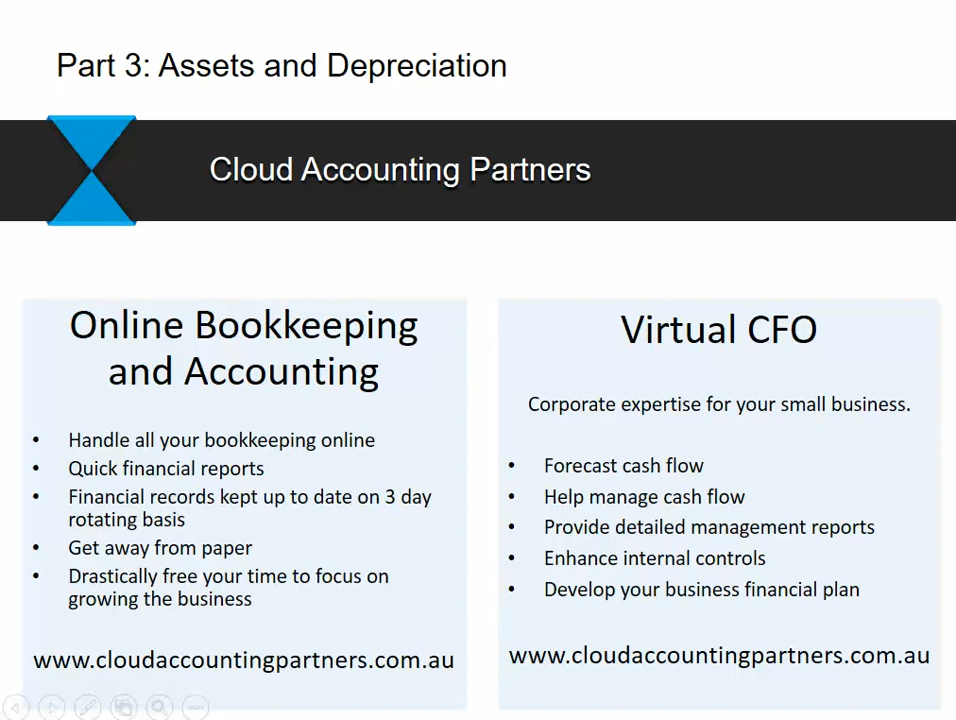 Part 3: Assets and Depreciation
Cloud Accounting Partners
Online Bookkeeping
and Accounting
• Handle all your bookkeeping online
• Quick financial reports
• Financial records kept up to date on 3 day
rotating basis
• Get away from paper
• Drastically free your time to focus on
growing the business
www.cloudaccountingpartners.com.au
Virtual CFO
Corporate expertise for your small business.
• Forecast cash flow
• Help manage cash flow
• Provide detailed management reports
• Enhance internal controls
• Develop your business financial plan
www.cloudaccountingpartners.com.au